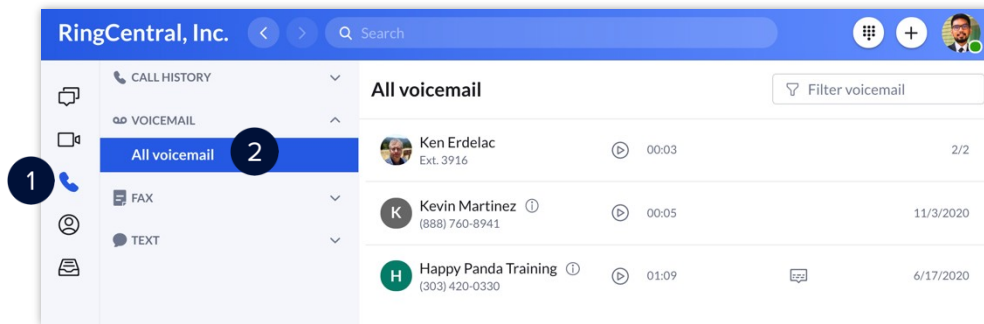 RingCentral, Inc.
Search
CALL HISTORY
VOICEMAIL
All voicemail
2
1
FAX
TEXT
All voicemail
Filter voicemail
Ken Erdelac
Ext. 3916
00:03
2/2
K
Kevin Martinez
(888) 760-8941
00:05
11/3/2020
H
Happy Panda Training
(303) 420-0330
01:09
6/17/2020